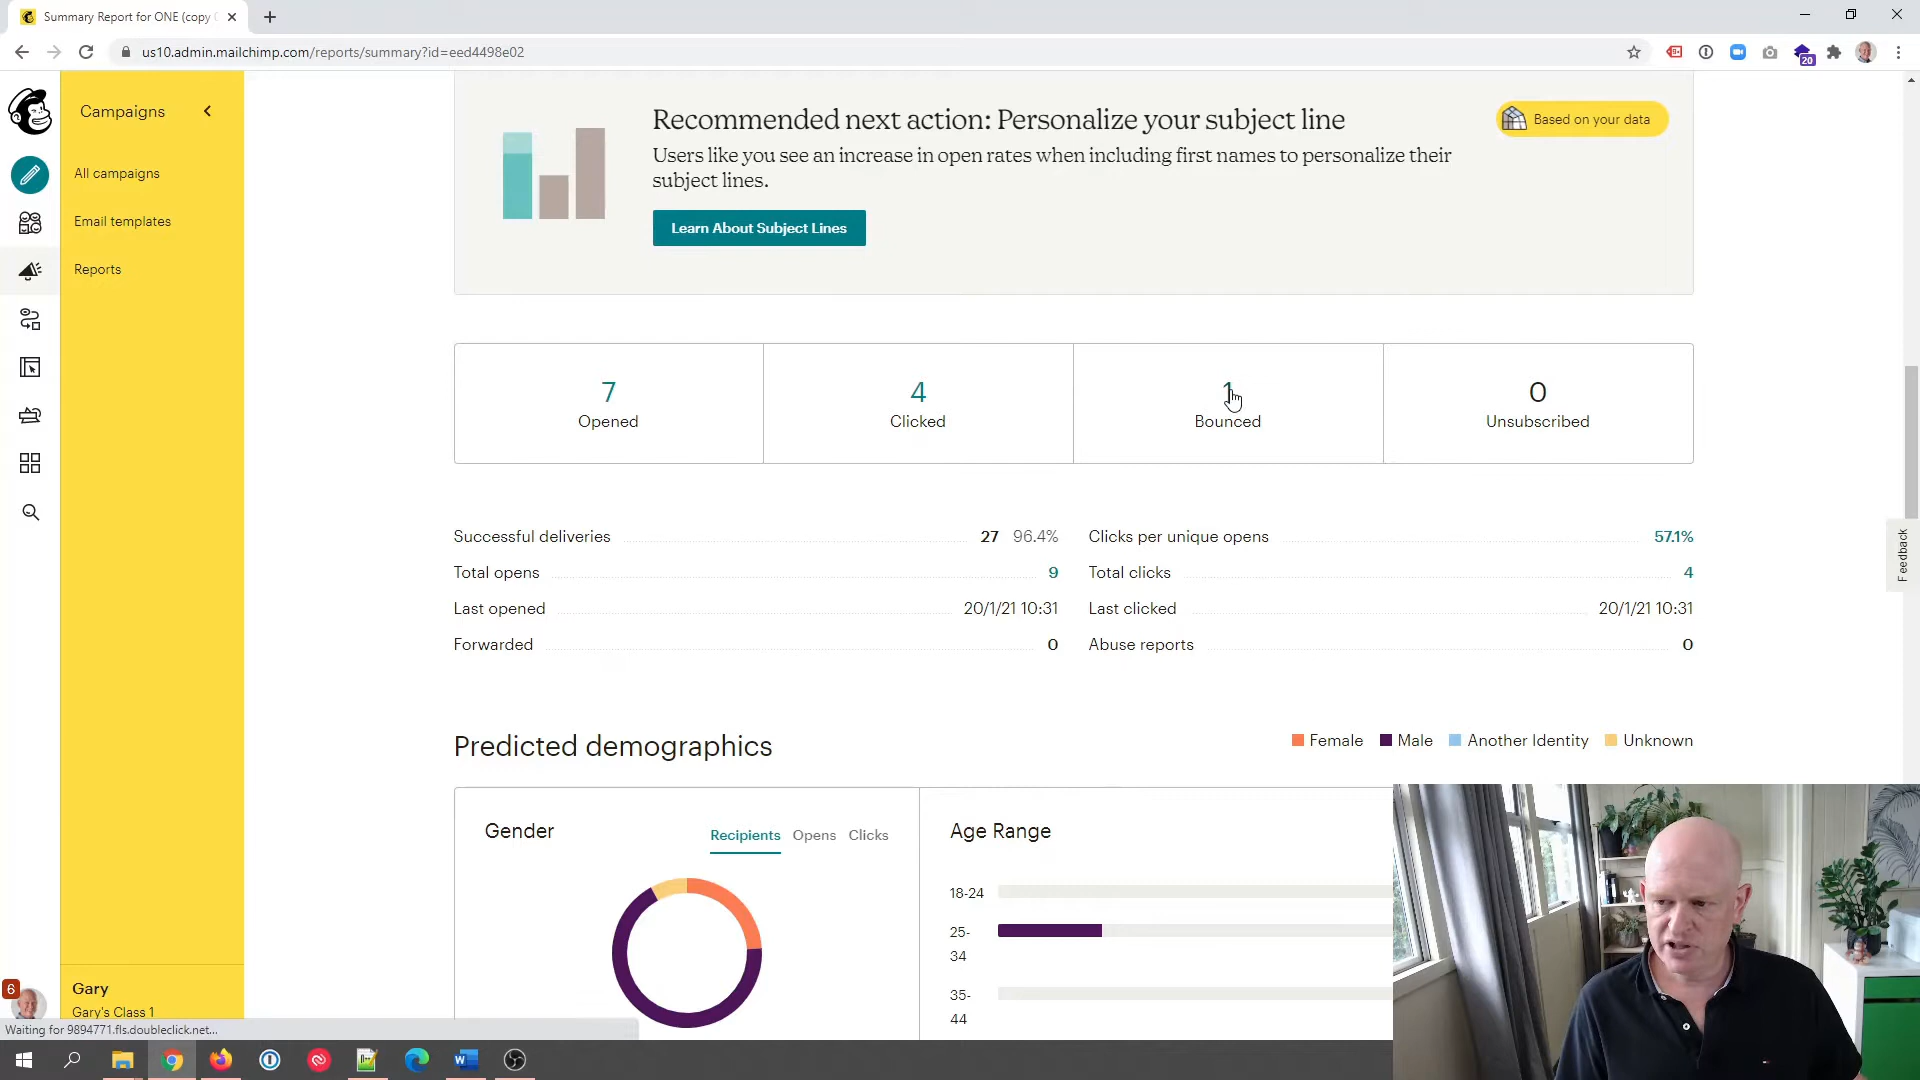 Summary Report for ONE (copy
us10.admin.mailchimp.com/reports/summary?id=eed4498e02
20
Campaigns
All campaigns
Email templates
Reports
Recommended next action: Personalize your subject line
Users like you see an increase in open rates when including first names to personalize their
subject lines.
Learn About Subject Lines
Based on your data
7
Opened
4
Clicked
1
Bounced
0
Unsubscribed
Successful deliveries 27 96.4%
Total opens 9
Last opened 20/1/21 10:31
Forwarded 0
Clicks per unique opens 57.1%
Total clicks 4
Last clicked 20/1/21 10:31
Abuse reports 0
Feedback
Predicted demographics
Female Male Another Identity Unknown
Gender
Recipients Opens Clicks
Age Range
18-24
25-
34
35-
44
6
Gary
Gary's Class 1
Waiting for 9894771.fls.doubleclick.net...